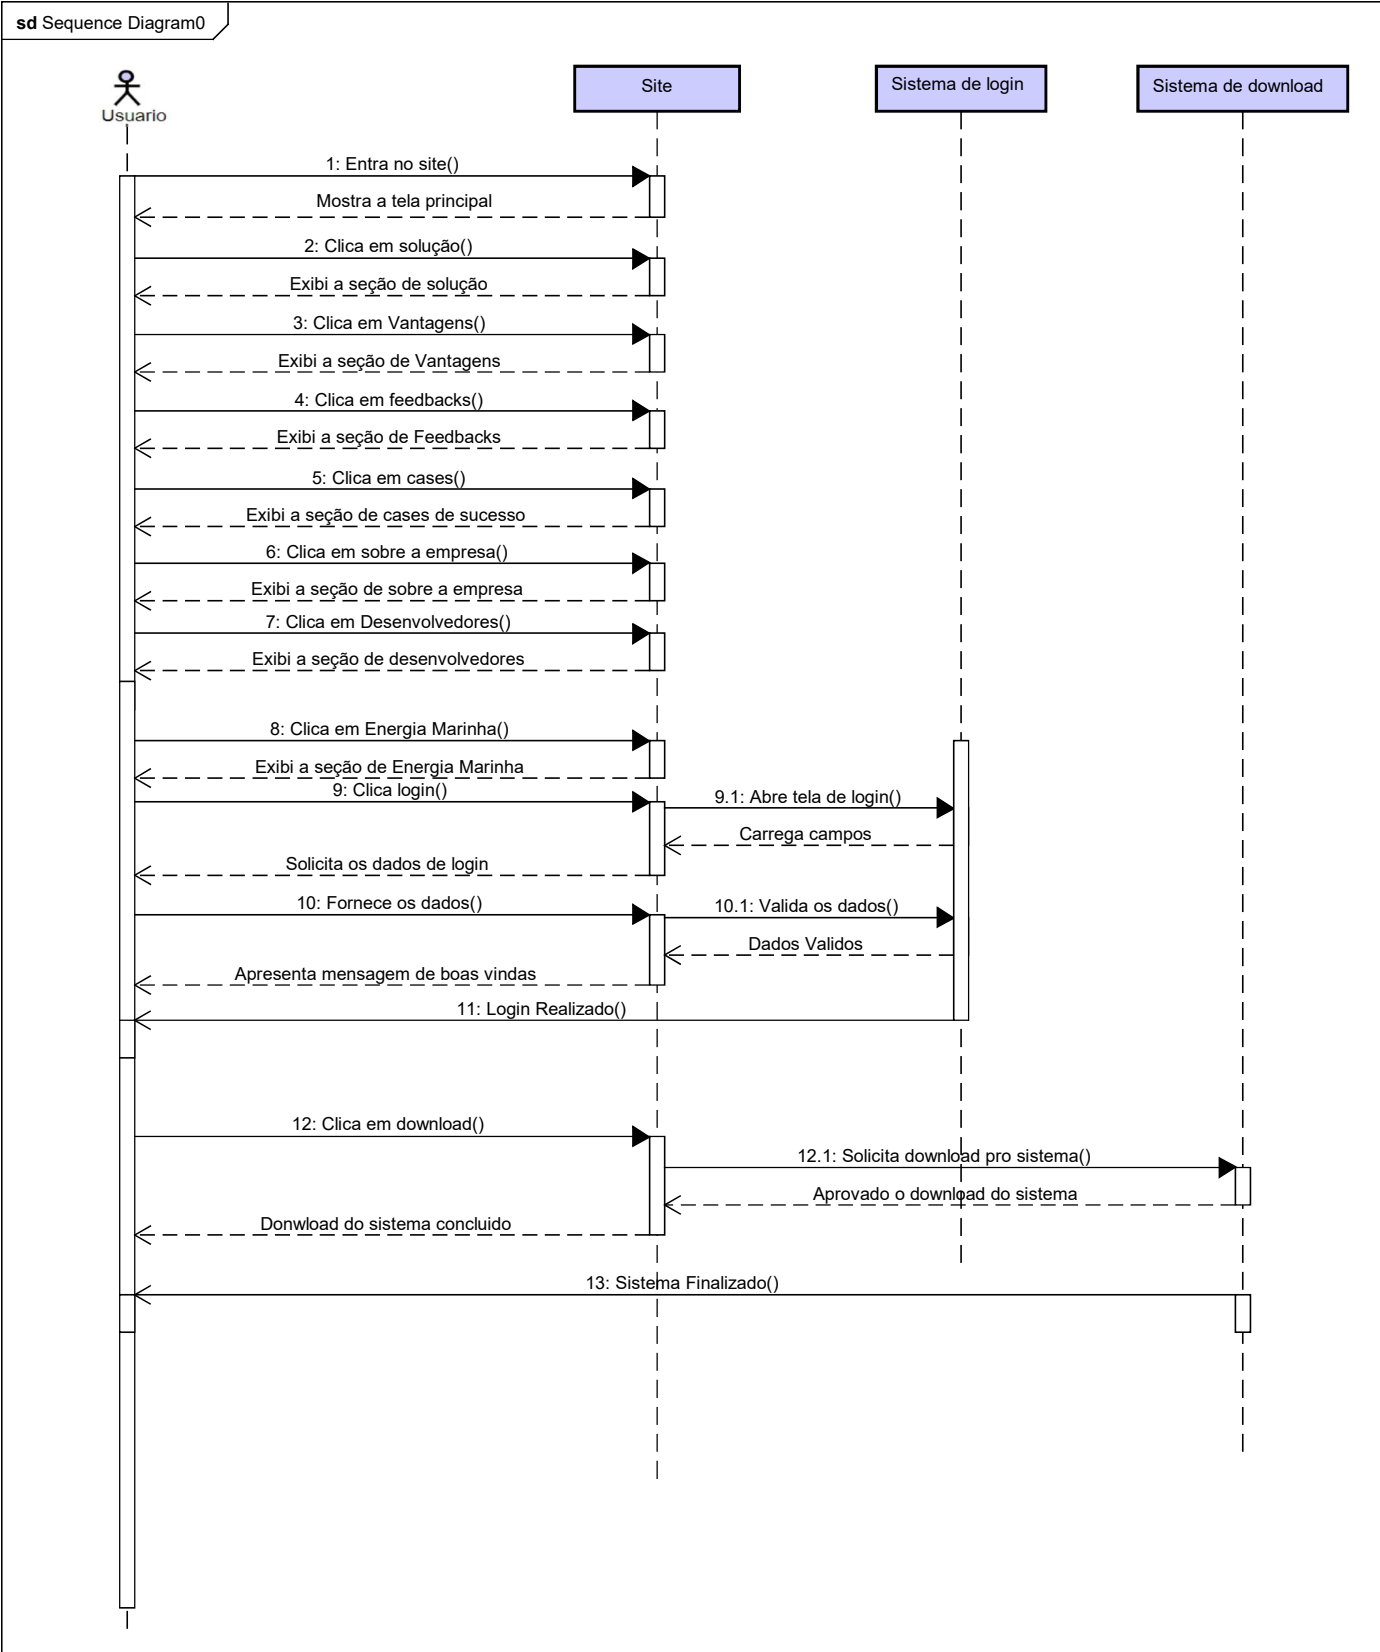 sd Sequence Diagram0
Usuario
Site
Sistema de login
Sistema de download
1: Entra no site()
Mostra a tela principal
2: Clica em solução()
Exibi a seção de solução
3: Clica em Vantagens()
Exibi a seção de Vantagens
4: Clica em feedbacks()
Exibi a seção de Feedbacks
5: Clica em cases()
Exibi a seção de cases de sucesso
6: Clica em sobre a empresa()
Exibi a seção de sobre a empresa
7: Clica em Desenvolvedores()
Exibi a seção de desenvolvedores
8: Clica em Energia Marinha()
Exibi a seção de Energia Marinha
9: Clica login()
9.1: Abre tela de login()
Carrega campos
Solicita os dados de login
10: Fornece os dados()
10.1: Valida os dados()
Dados Validos
Apresenta mensagem de boas vindas
11: Login Realizado()
12: Clica em download()
12.1: Solicita download pro sistema()
Aprovado o download do sistema
Donwload do sistema concluido
13: Sistema Finalizado()